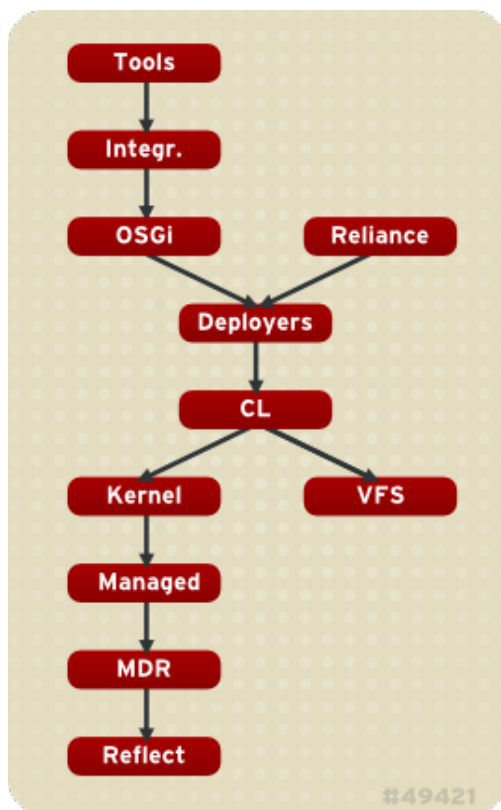 Tools
Integr.
OSGi
Reliance
Deployers
CL
Kernel
VFS
Managed
MDR
Reflect
#49421